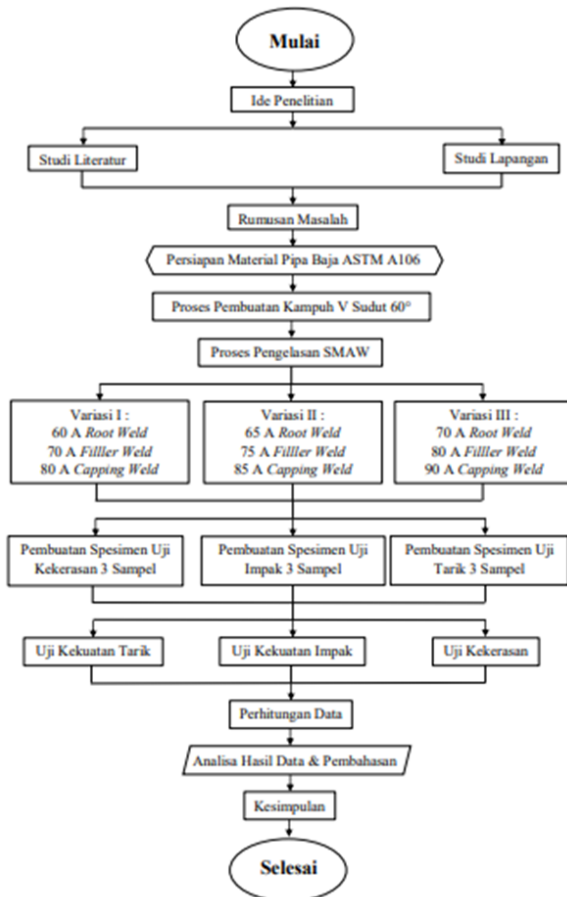 Mulai
Ide Penelitian
Studi Literatur
Studi Lapangan
Rumusan Masalah
Persiapan Material Pipa Baja ASTM A106
Proses Pembuatan Kampuh V Sudut 60°
Proses Pengelasan SMAW
Variasi I :
60 A Root Weld
70 A Filller Weld
80 A Capping Weld
Variasi II :
65 A Root Weld
75 A Filller Weld
85 A Capping Weld
Variasi III :
70 A Root Weld
80 A Filller Weld
90 A Capping Weld
Pembuatan Spesimen Uji
Kekerasan 3 Sampel
Pembuatan Spesimen Uji
Impak 3 Sampel
Pembuatan Spesimen Uji
Tarik 3 Sampel
Uji Kekuatan Tarik
Uji Kekuatan Impak
Uji Kekerasan
Perhitungan Data
Analisa Hasil Data & Pembahasan
Kesimpulan
Selesai